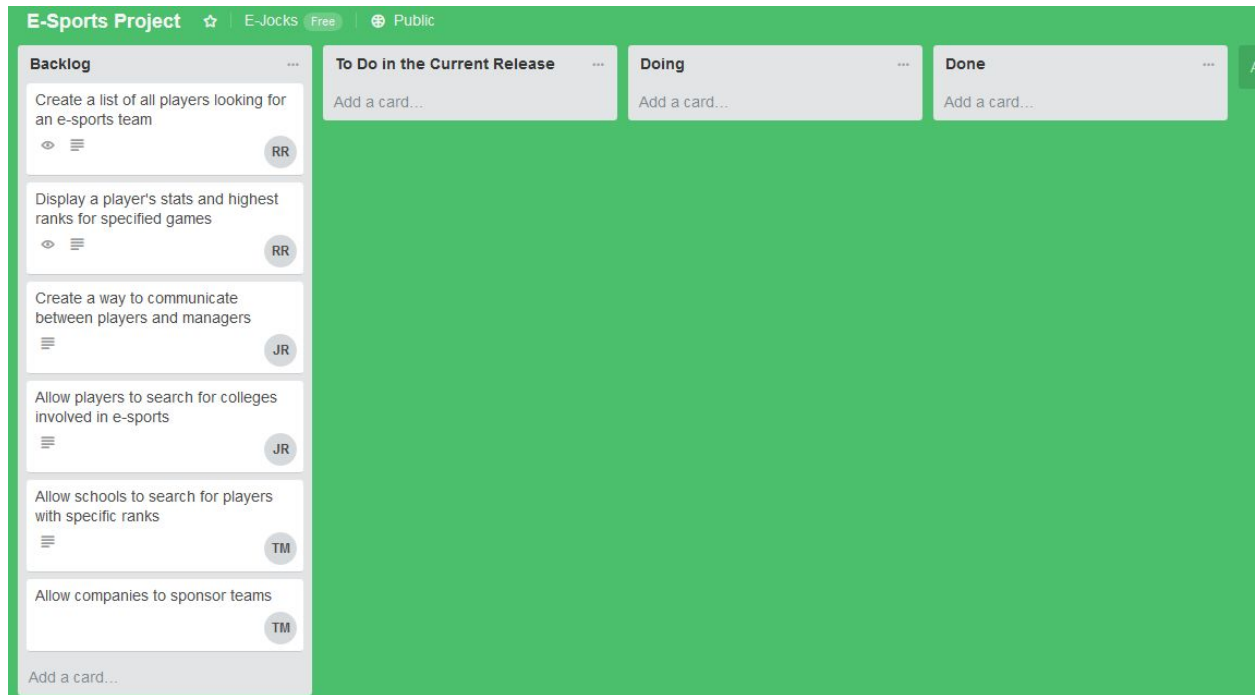 E-Sports Project E-Jocks Free Public
Backlog
Create a list of all players looking for
an e-sports team
RR
Display a player's stats and highest
ranks for specified games
RR
Create a way to communicate
between players and managers
JR
Allow players to search for colleges
involved in e-sports
JR
Allow schools to search for players
with specific ranks
TM
Allow companies to sponsor teams
TM
Add a card...
To Do in the Current Release
Add a card...
Doing
Add a card...
Done
Add a card...